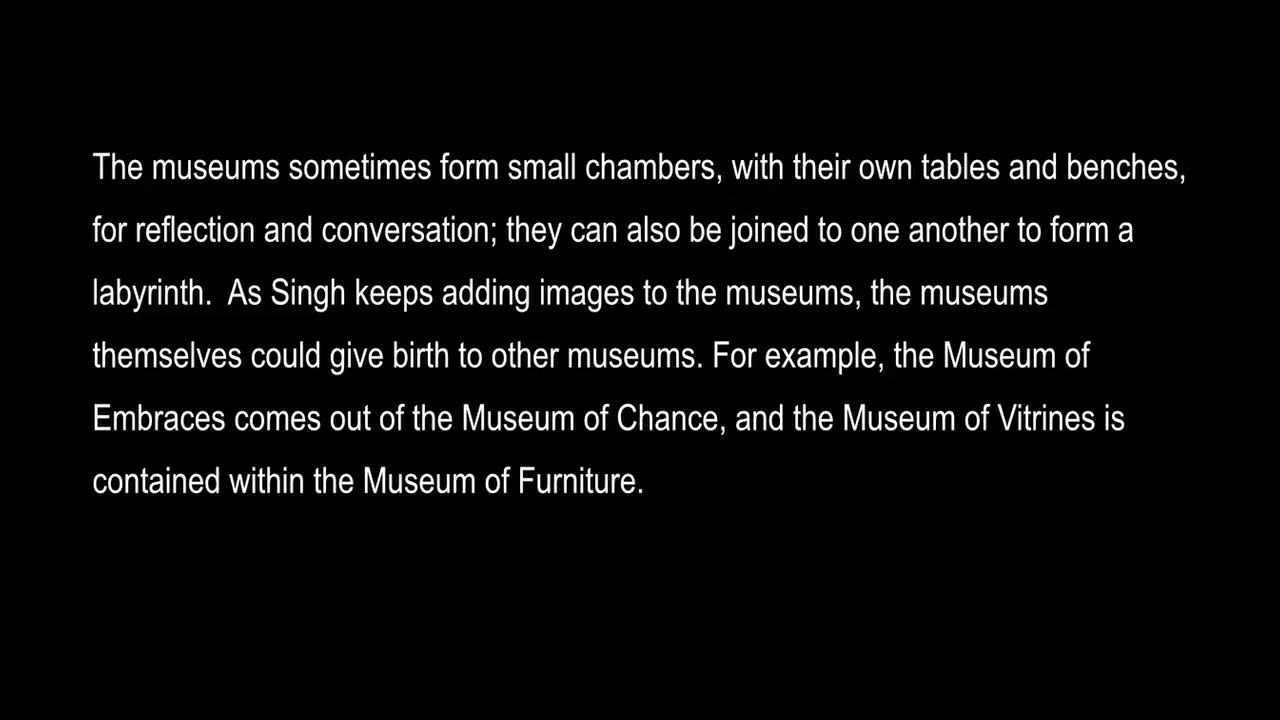 The museums sometimes form small chambers, with their own tables and benches,
for reflection and conversation; they can also be joined to one another to form a
labyrinth.  As Singh keeps adding images to the museums, the museums
themselves could give birth to other museums. For example, the Museum of
Embraces comes out of the Museum of Chance, and the Museum of Vitrines is
contained within the Museum of Furniture.